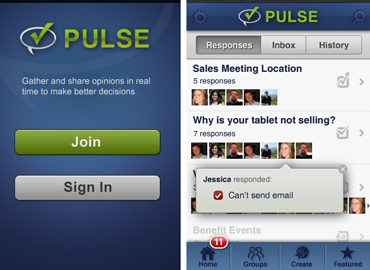 PULSE
Gather and share opinions in real
time to make better decisions.
Join
Sign In
PULSE
Responses
Inbox
History
Sales Meeting Location
5 responses
Why is your tablet not selling?
7 responses
Jessica responded:
Can't send email
Benefit Events
11
Home
Groups
Create
Featured